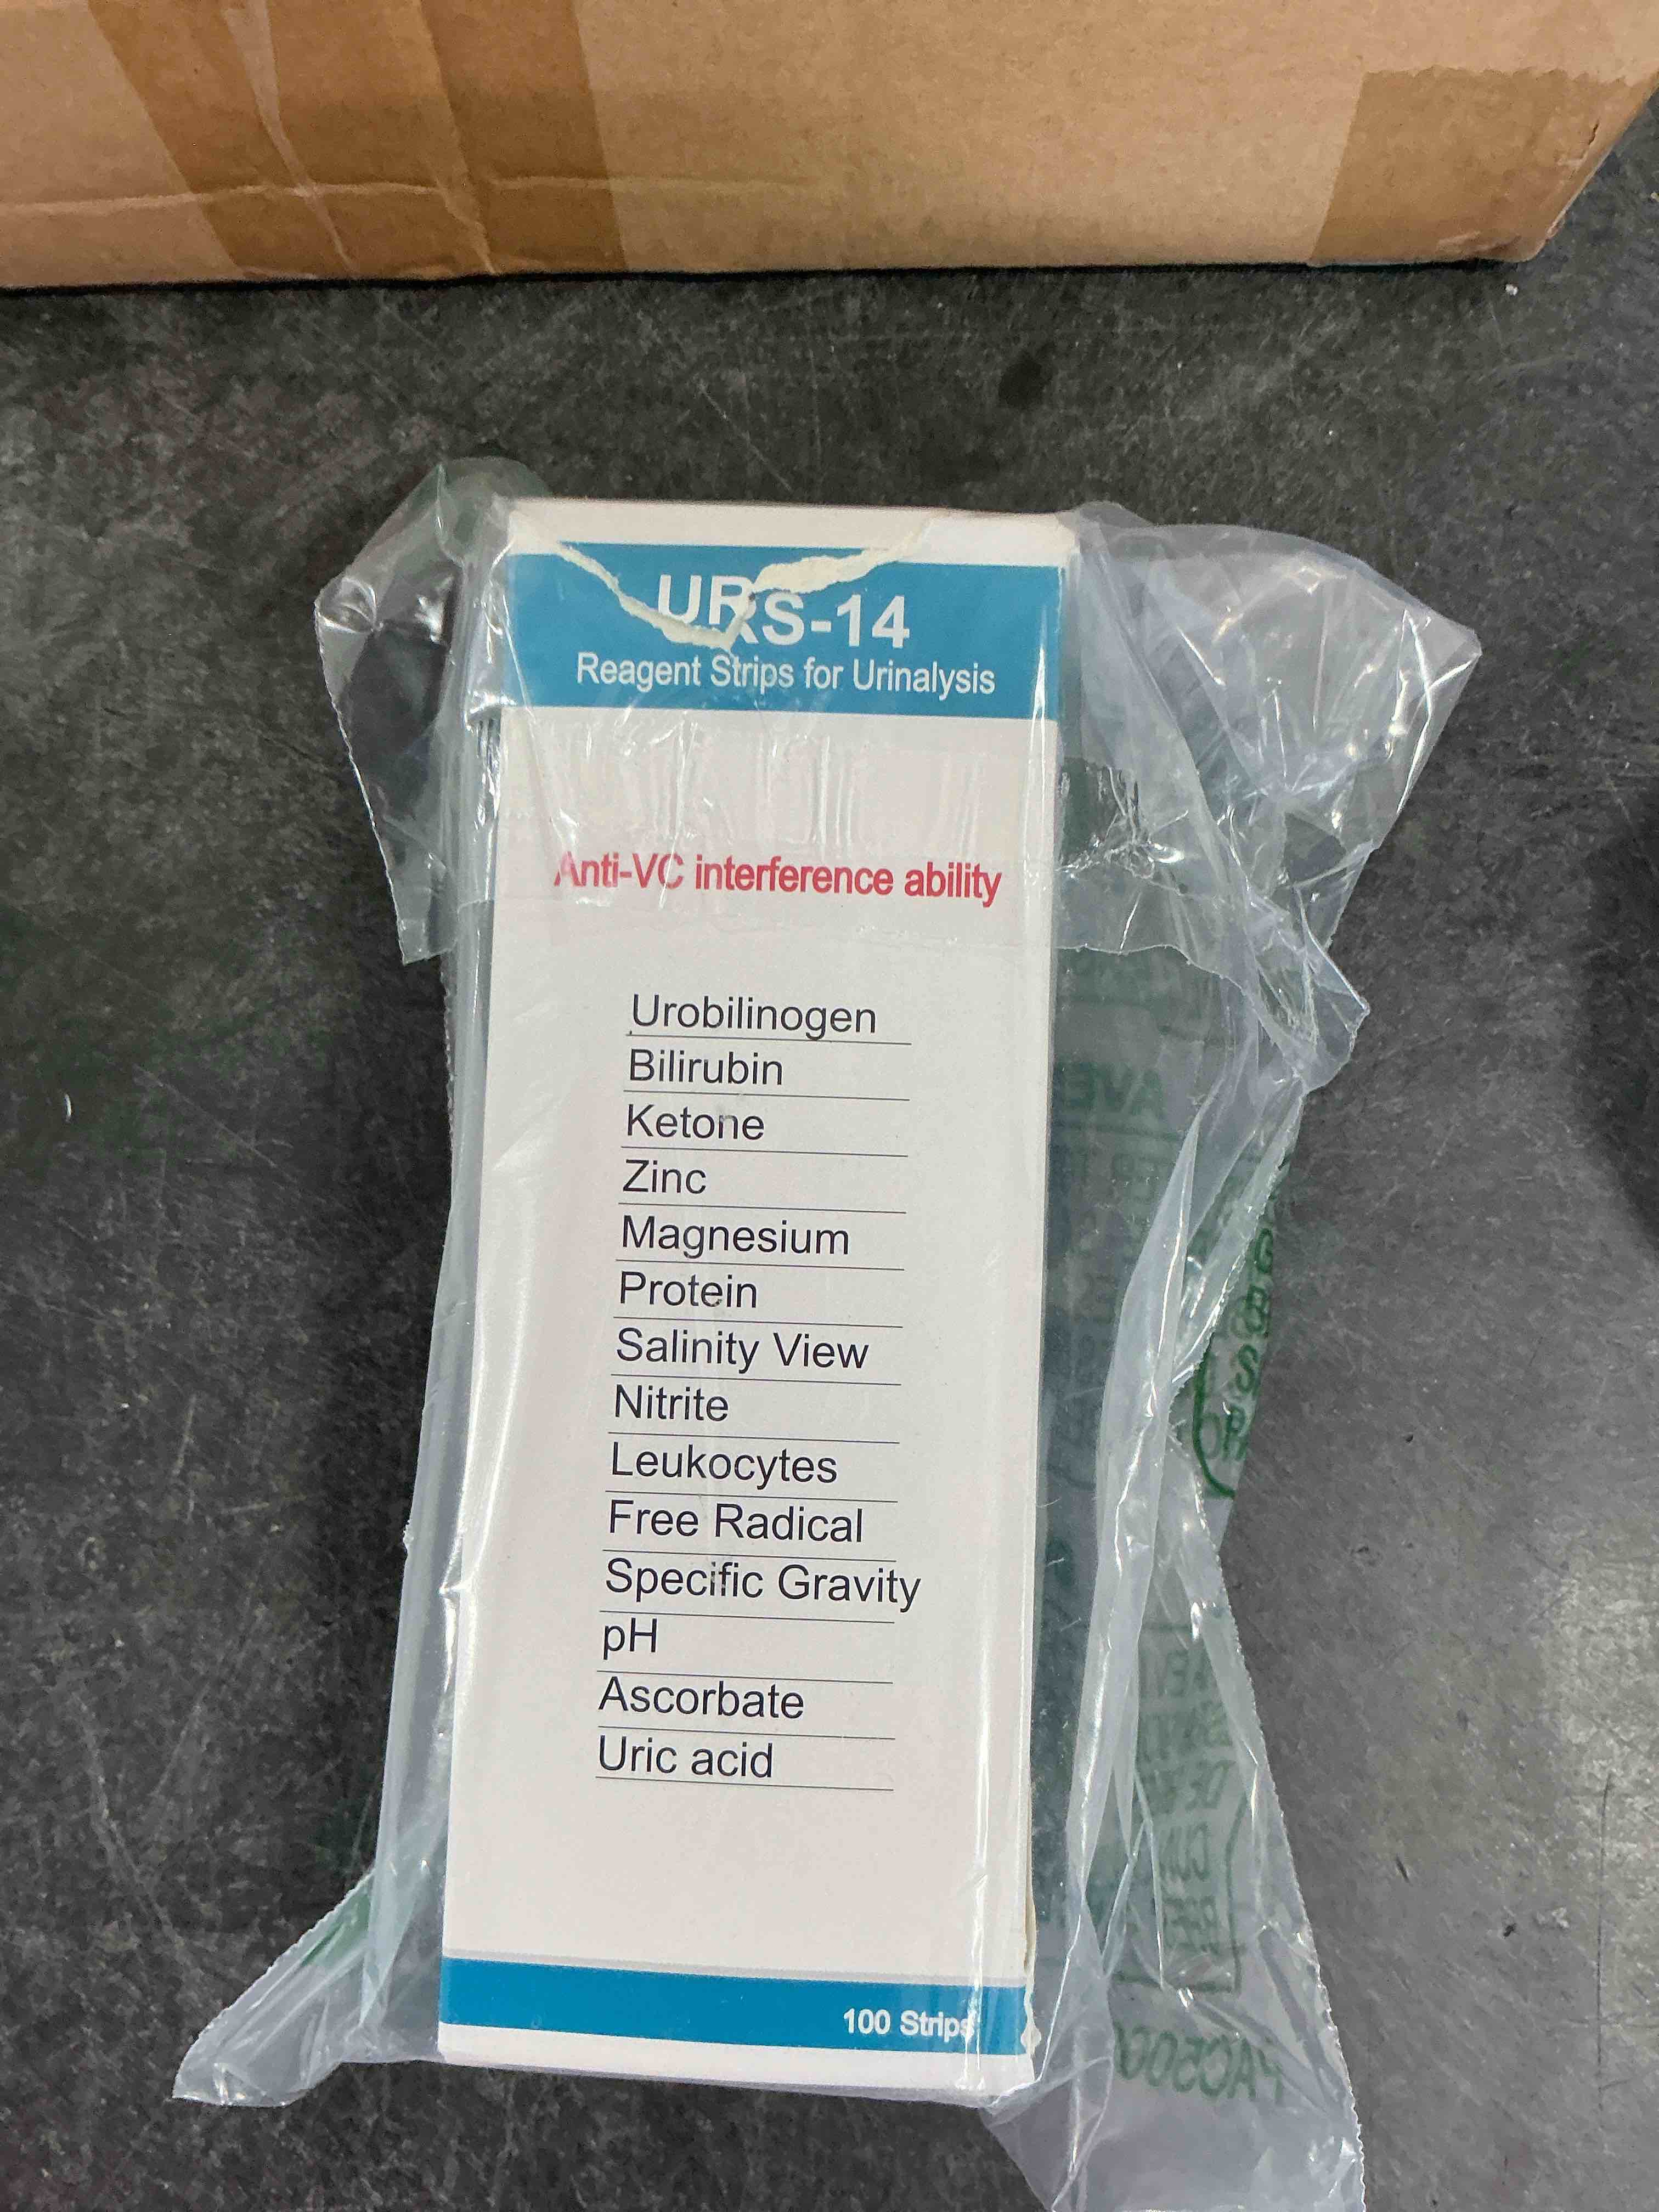 URS-14
Reagent Strips for Urinalysis
Anti-VC interference ability
Urobilinogen
Bilirubin
Ketone
Zinc
Magnesium
Protein
Salinity View
Nitrite
Leukocytes
Free Radical
Specific Gravity
pH
Ascorbate
Uric acid
100 Strips